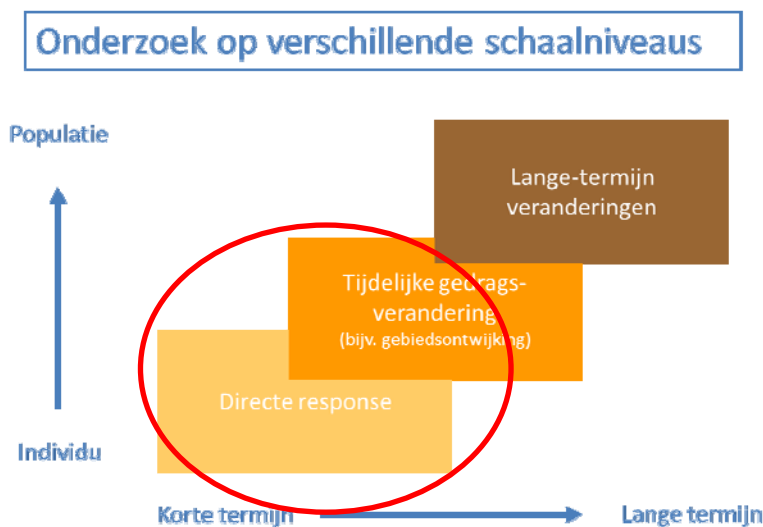 Onderzoek op verschillende schaalniveaus
Populatie
Lange-termijn
veranderingen
Tijdelijke gedrags-
verandering
(bijv. gebiedsontwijking)
Directe response
Individu
Korte termijn
Lange termijn